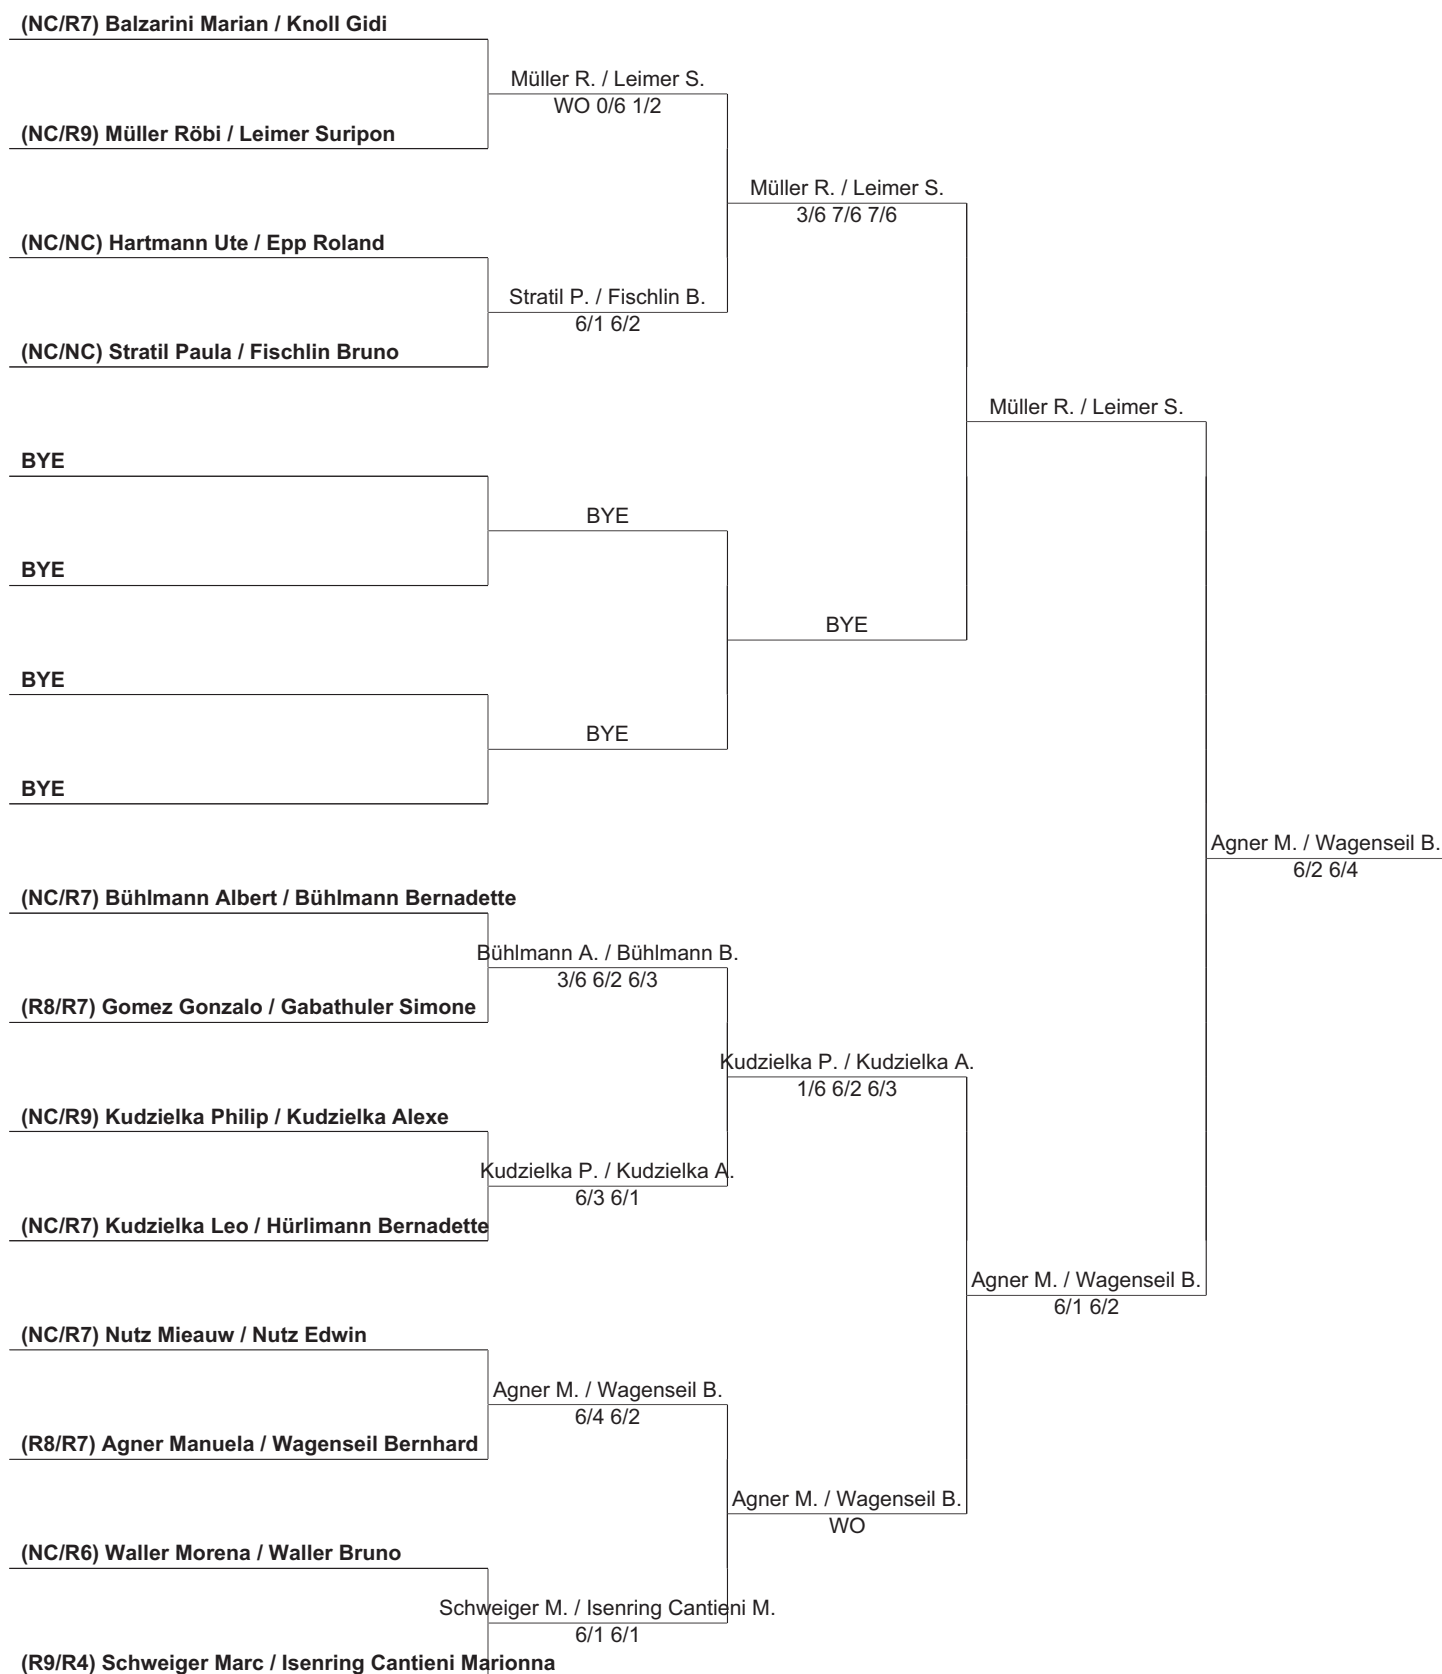 (NC/R7) Balzarini Marian / Knoll Gidi
Müller R. / Leimer S.
WO 0/6 1/2
(NC/R9) Müller Röbi / Leimer Suripon
Müller R. / Leimer S.
3/6 7/6 7/6
(NC/NC) Hartmann Ute / Epp Roland
Stratil P. / Fischlin B.
6/1 6/2
(NC/NC) Stratil Paula / Fischlin Bruno
Müller R. / Leimer S.
BYE
BYE
BYE
BYE
BYE
BYE
BYE
Agner M. / Wagenseil B.
6/2 6/4
(NC/R7) Bühlmann Albert / Bühlmann Bernadette
Bühlmann A. / Bühlmann B.
3/6 6/2 6/3
(R8/R7) Gomez Gonzalo / Gabathuler Simone
Kudzielka P. / Kudzielka A.
1/6 6/2 6/3
(NC/R9) Kudzielka Philip / Kudzielka Alexe
Kudzielka P. / Kudzielka A.
6/3 6/1
(NC/R7) Kudzielka Leo / Hürlimann Bernadette
Agner M. / Wagenseil B.
6/1 6/2
(NC/R7) Nutz Mieauw / Nutz Edwin
Agner M. / Wagenseil B.
6/4 6/2
(R8/R7) Agner Manuela / Wagenseil Bernhard
Agner M. / Wagenseil B.
WO
(NC/R6) Waller Morena / Waller Bruno
Schweiger M. / Isenring Cantieni M.
6/1 6/1
(R9/R4) Schweiger Marc / Isenring Cantieni Marionna